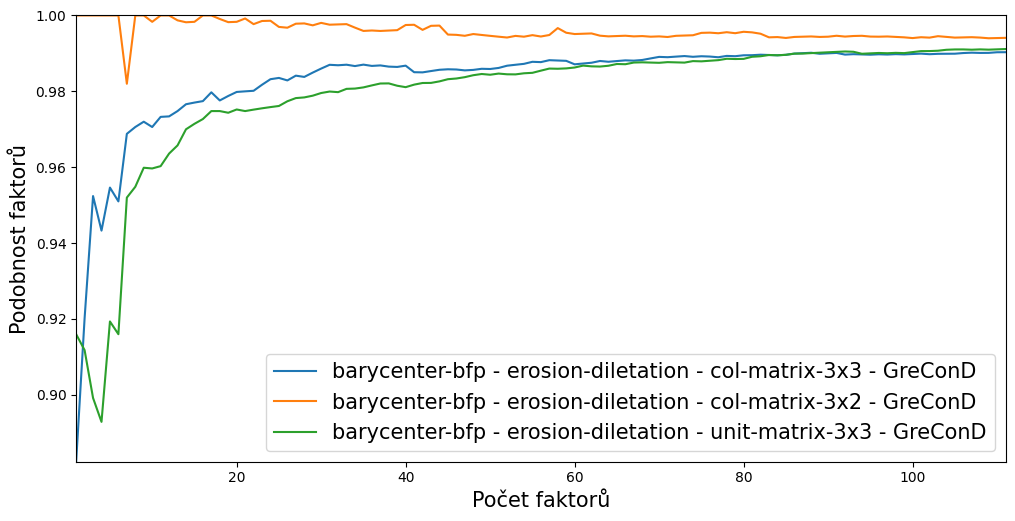 1.00
0.98
0.96
0.94
0.92
0.90
Podobnost faktorů
barycenter-bfp - erosion-diletation - col-matrix-3x3 - GreConD
barycenter-bfp - erosion-diletation - col-matrix-3x2 - GreConD
barycenter-bfp - erosion-diletation - unit-matrix-3x3 - GreConD
20 40 60 80 100
Počet faktorů